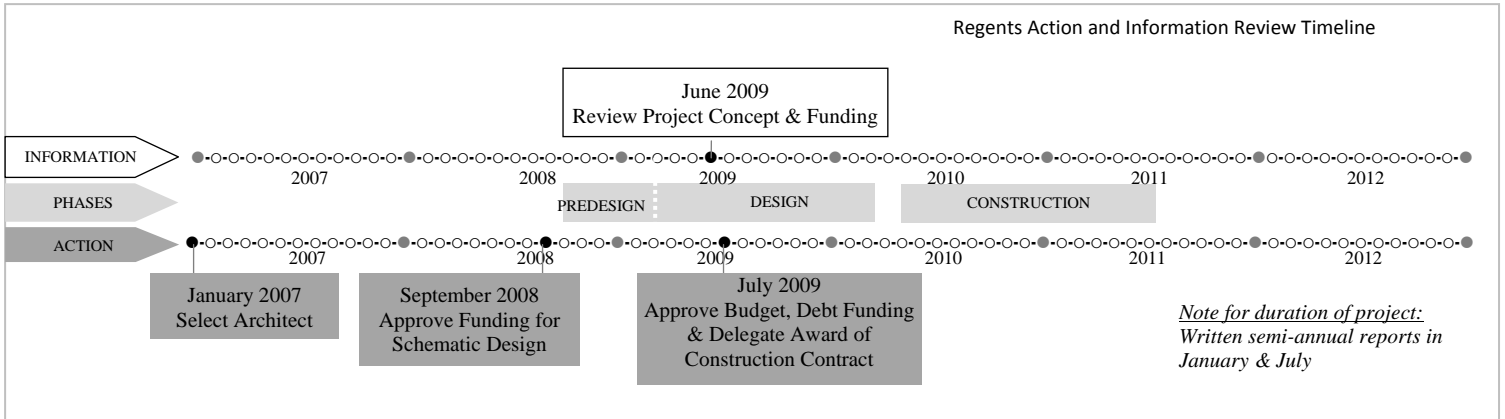 Regents Action and Information Review Timeline
June 2009
Review Project Concept & Funding
INFORMATION
2007 2008 2009 2010 2011 2012
PHASES
PREDESIGN DESIGN CONSTRUCTION
ACTION
2007 2008 2009 2010 2011 2012
January 2007
Select Architect
September 2008
Approve Funding for
Schematic Design
July 2009
Approve Budget, Debt Funding
& Delegate Award of
Construction Contract
Note for duration of project:
Written semi-annual reports in
January & July